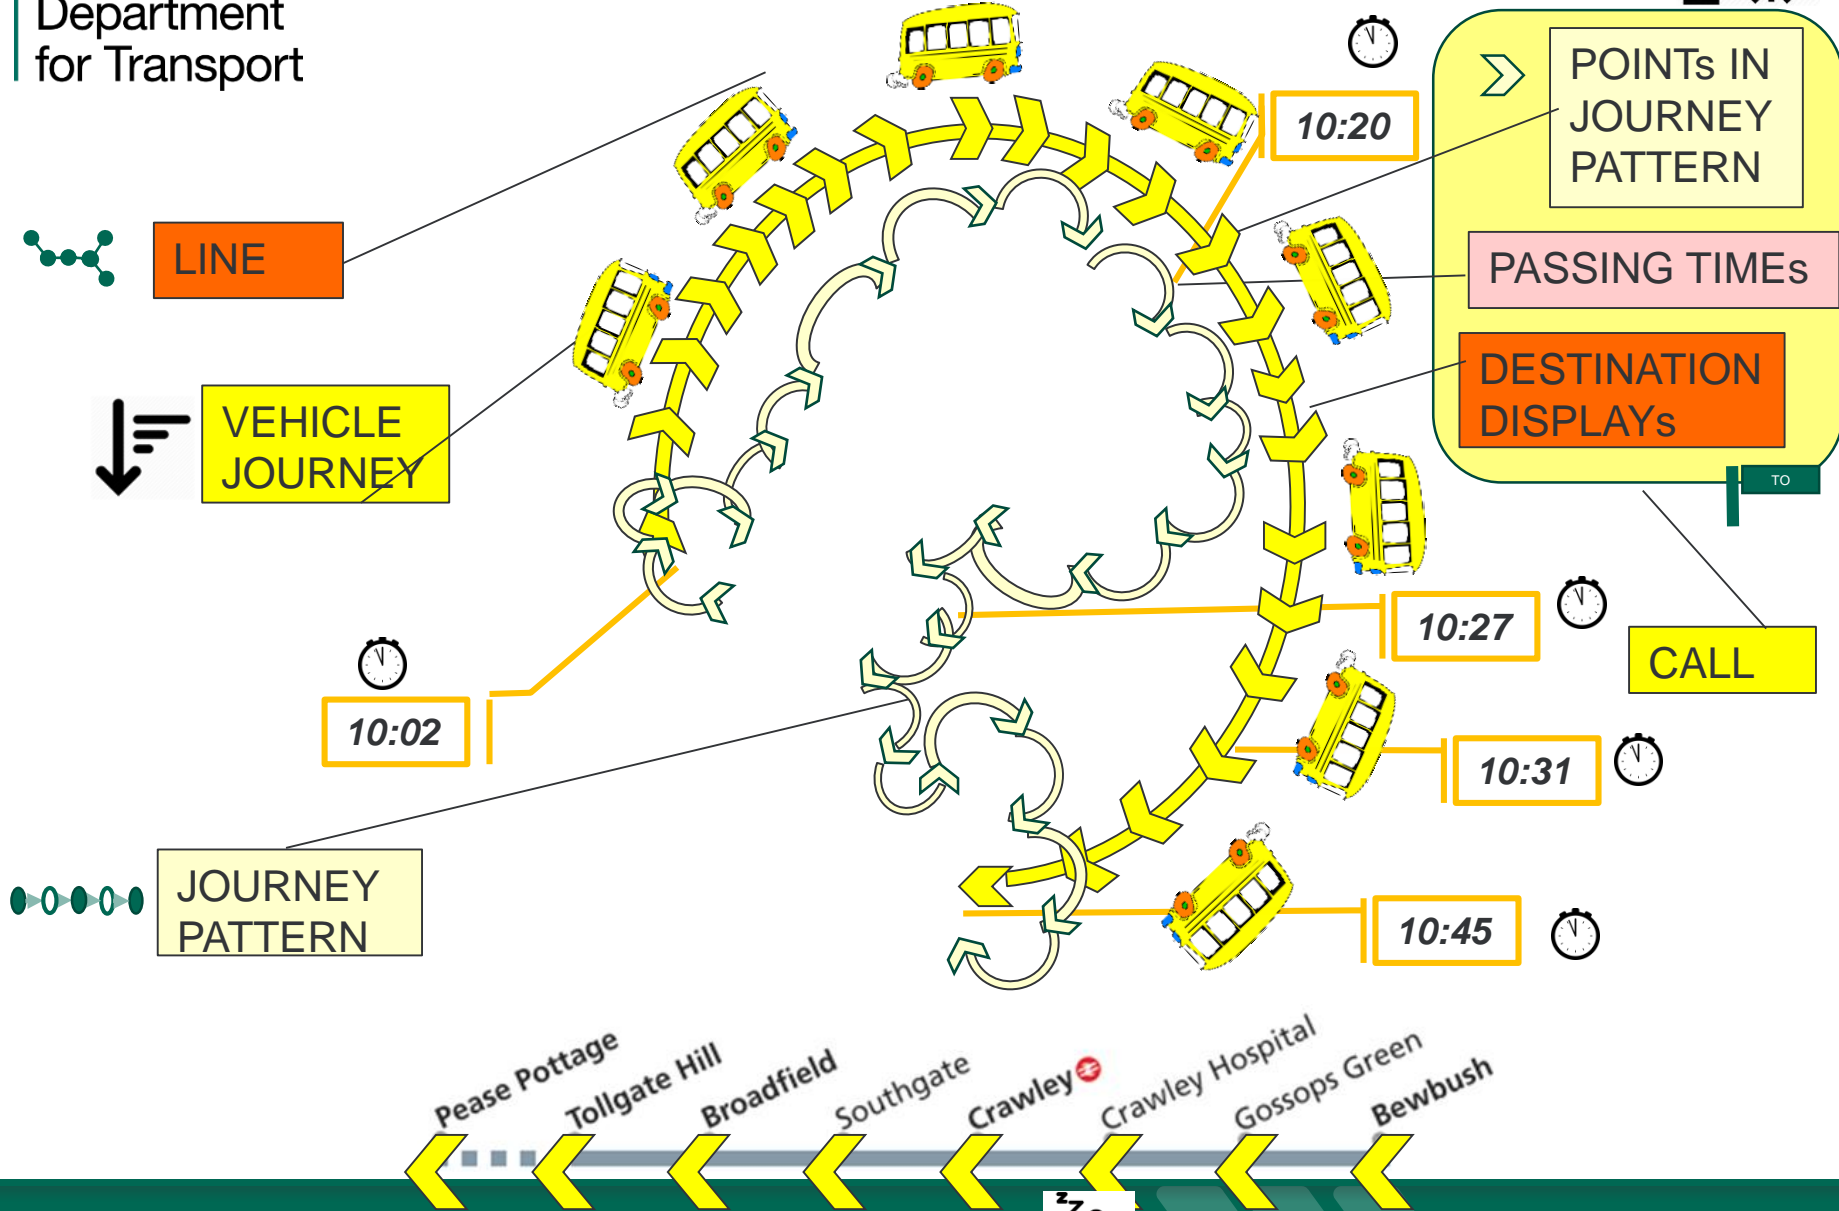 Department
for Transport
POINTs IN
JOURNEY
PATTERN
10:20
LINE
PASSING TIMEs
DESTINATION
DISPLAYs
VEHICLE
JOURNEY
TO
10:27
CALL
10:02
10:31
JOURNEY
PATTERN
10:45
Pease Pottage
Tollgate Hill
Broadfield
Southgate
Crawley
Crawley Hospital
Gossops Green
Bewbush